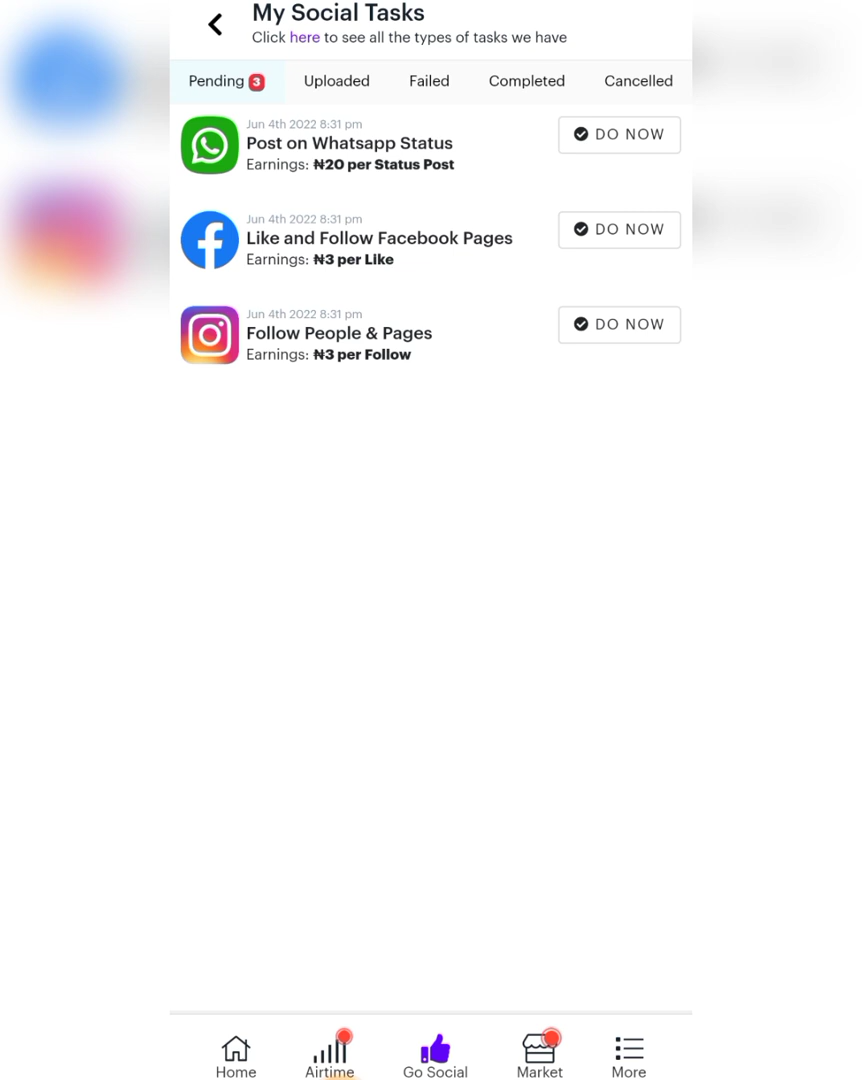 My Social Tasks
Click here to see all the types of tasks we have
Pending 3 Uploaded Failed Completed Cancelled
Jun 4th 2022 8:31 pm
Post on Whatsapp Status
Earnings: ₦20 per Status Post
DO NOW
Jun 4th 2022 8:31 pm
Like and Follow Facebook Pages
Earnings: ₦3 per Like
DO NOW
Jun 4th 2022 8:31 pm
Follow People & Pages
Earnings: ₦3 per Follow
DO NOW
Home Airtime Go Social Market More